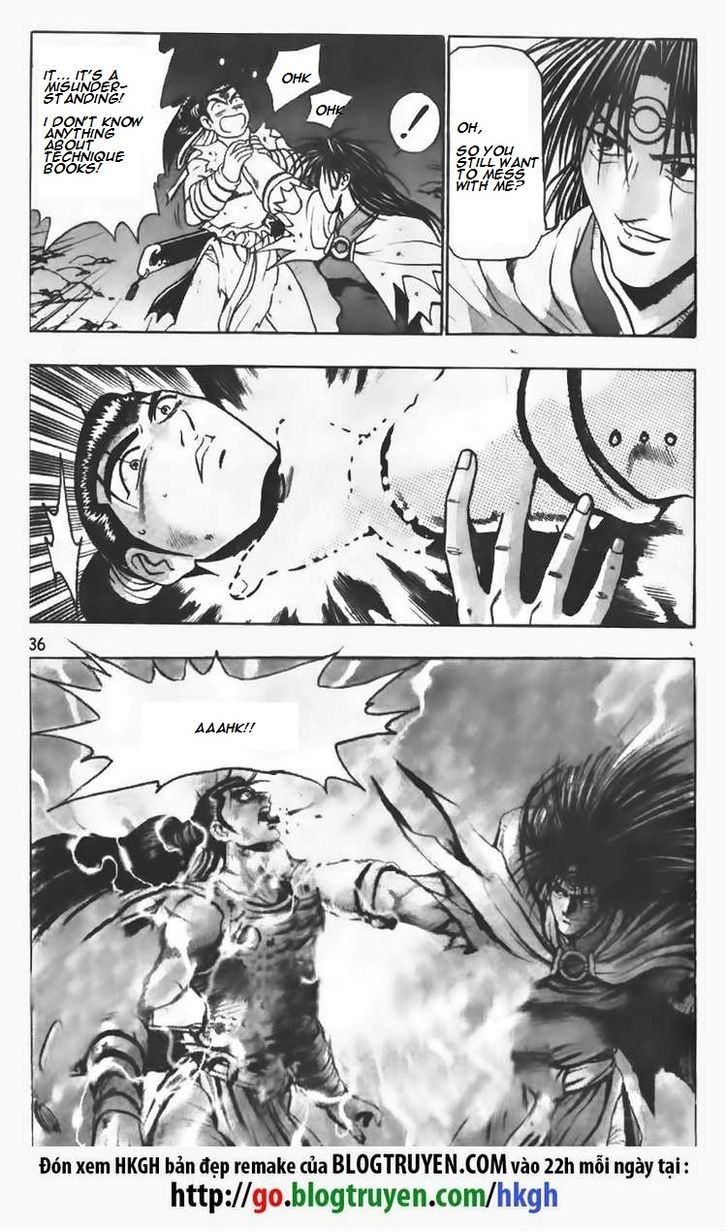 IT... IT'S A
MISUNDER-
STANDING!
I DON'T KNOW
ANYTHING
ABOUT
TECHNIQUE
BOOKS!
OHK
OHK
!
OH,
SO YOU
STILL WANT
TO MESS
WITH ME?
36
AAAHK!!
Đón xem HKGH bản đẹp remake của BLOGTRUYEN.COM vào 22h mỗi ngày tại :
http://go.blogtruyen.com/hkgh